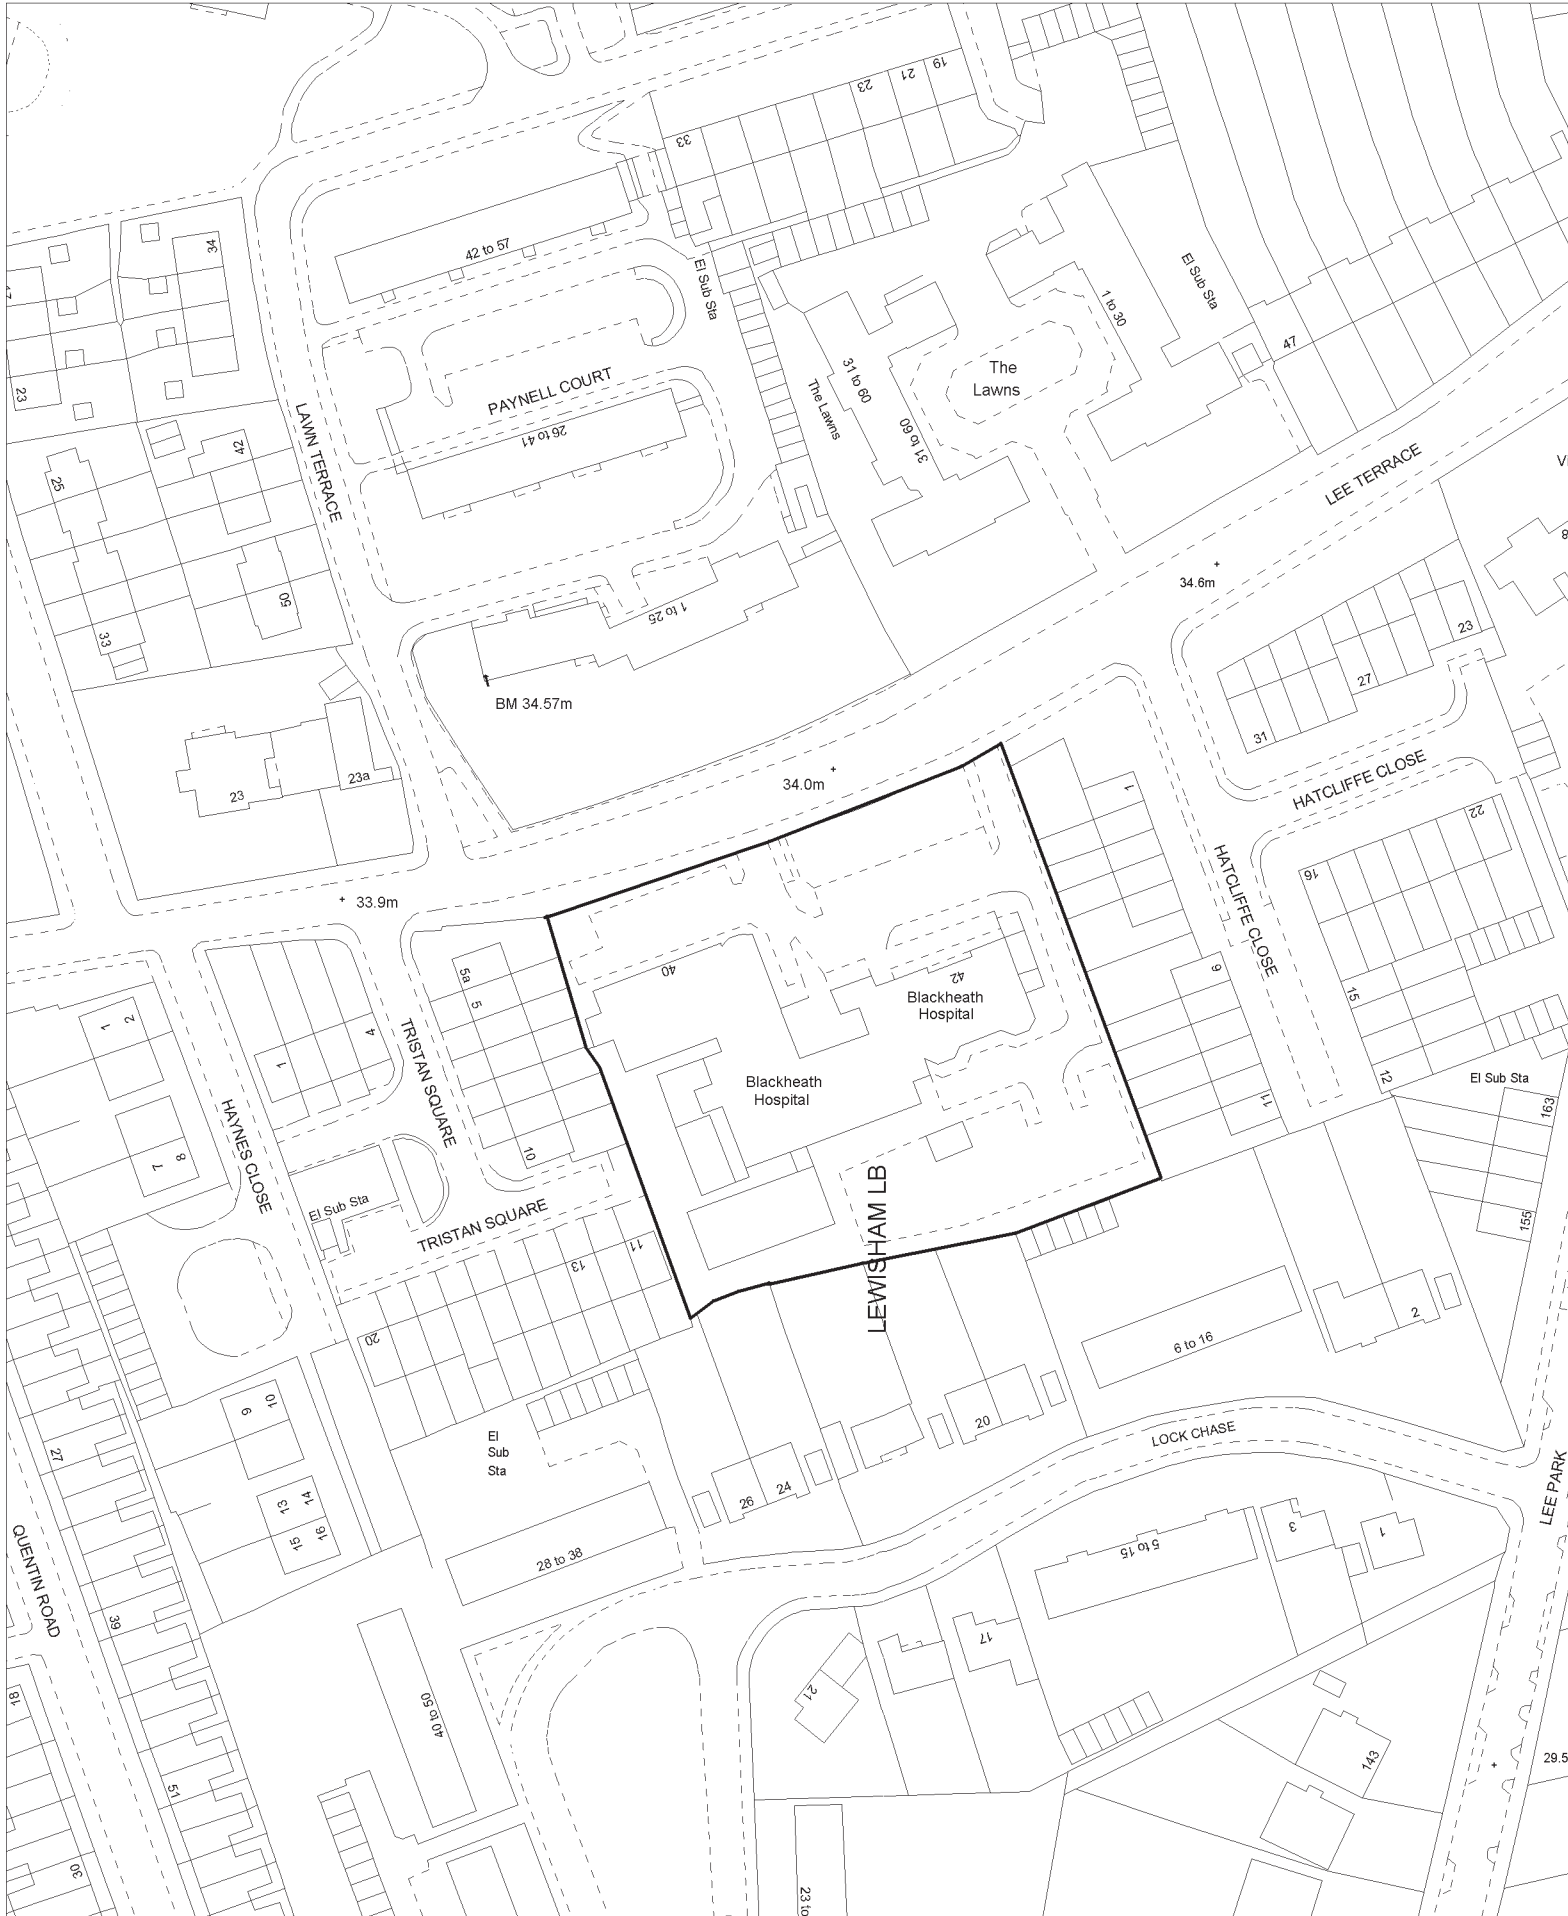 19
21
23
33
34
42 to 57
El Sub Sta
El Sub Sta
1 to 30
47
The
Lawns
31 to 60
The Lawns
31 to 60
PAYNELL COURT
26 to 41
23
LAWN TERRACE
42
25
LEE TERRACE
34.6m
50
33
1 to 25
BM 34.57m
23
27
31
23a
23
34.0m
HATCLIFFE CLOSE
1
22
16
HATCLIFFE CLOSE
33.9m
40
42
Blackheath
Hospital
Blackheath
Hospital
5a
5
9
15
12
11
El Sub Sta
163
155
2
1
4
1
TRISTAN SQUARE
10
HAYNES CLOSE
8
7
El Sub Sta
TRISTAN SQUARE
11
13
20
LEWISHAM LB
6 to 16
2
10
9
El
Sub
Sta
20
LOCK CHASE
26
24
27
14
13
16
15
28 to 38
5 to 15
3
1
LEE PARK
QUENTIN ROAD
39
17
21
18
40 to 50
51
143
29.5
30
23 to